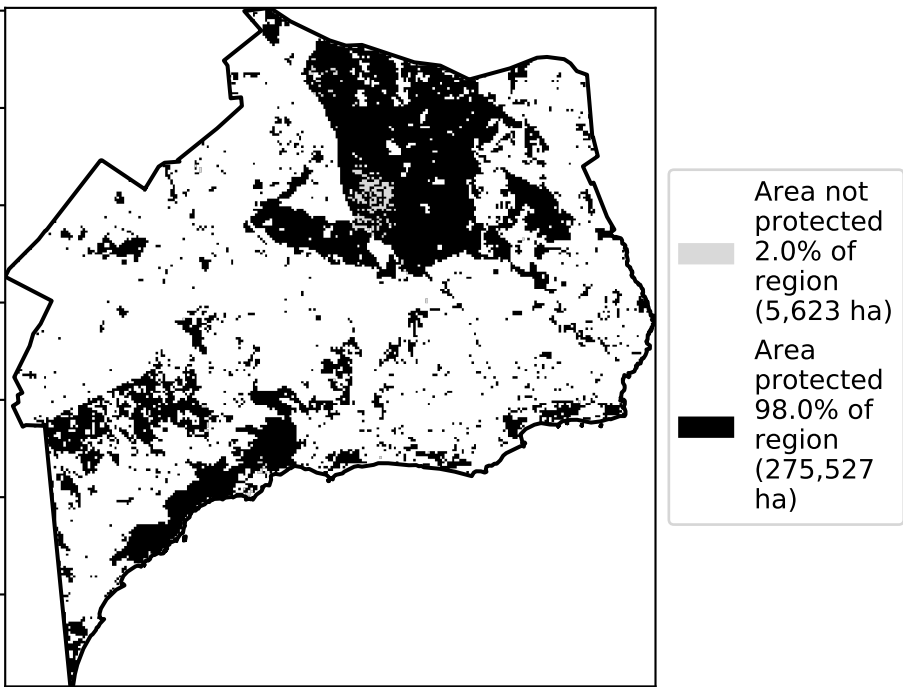 Area not
protected
2.0% of
region
(5,623 ha)
Area
protected
98.0% of
region
(275,527
ha)